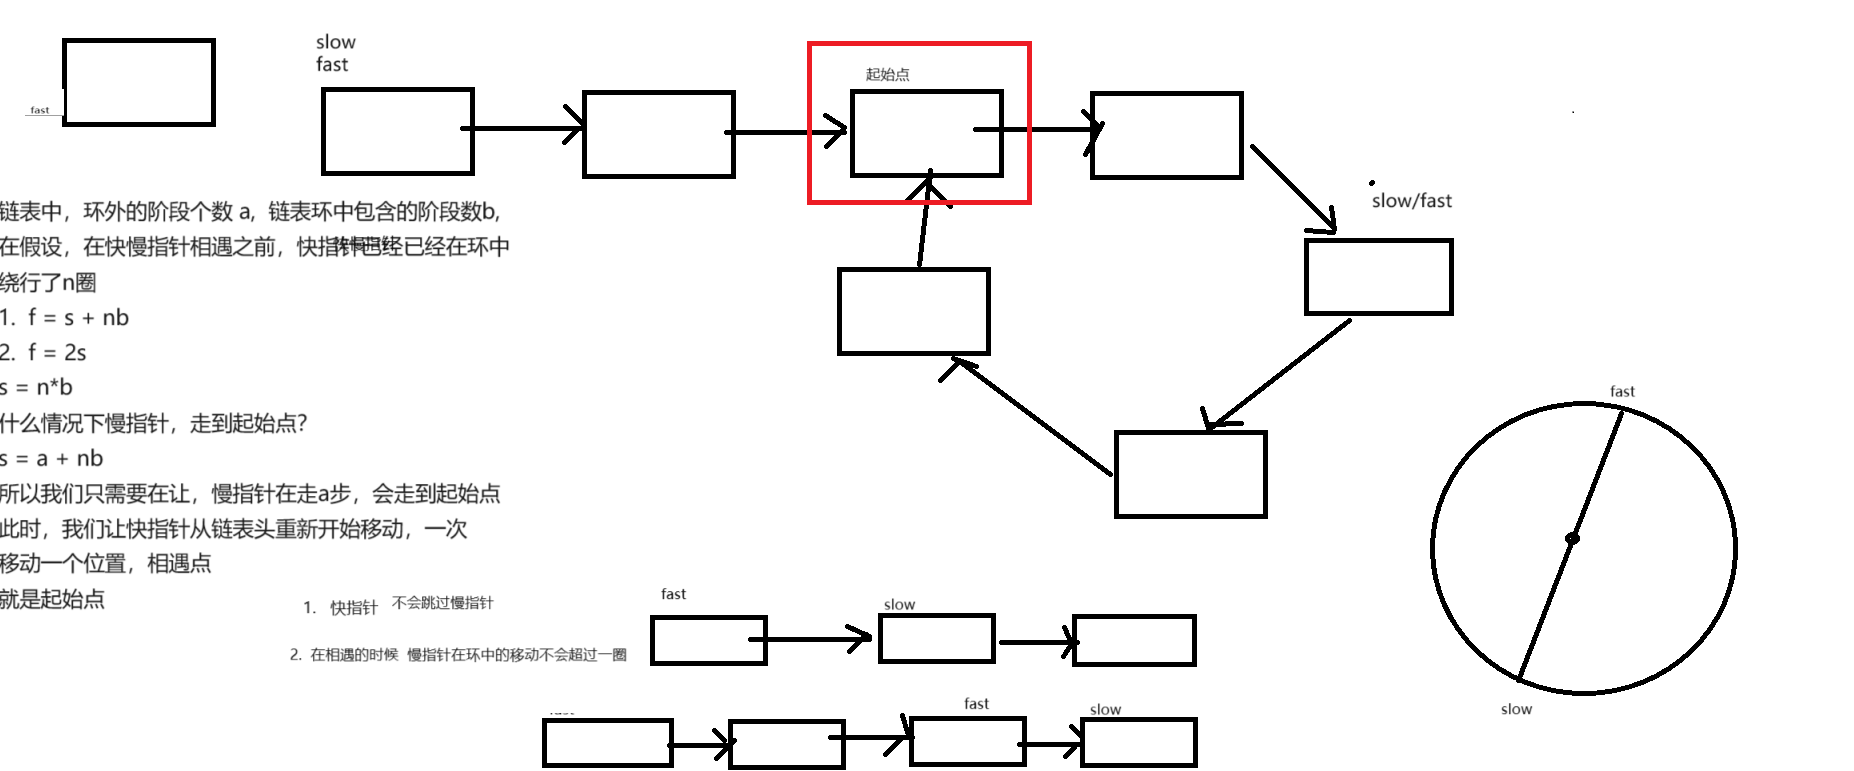 slow
fast
起始点
fast
slow/fast
链表中，环外的阶段个数 a，链表环中包含的阶段数b,
在假设，在快慢指针相遇之前，快指针已经已经在环中
绕行了n圈
1. f = s + nb
2. f = 2s
s = n*b
什么情况下慢指针，走到起始点?
s = a + nb
所以我们只需要在让，慢指针在走a步，会走到起始点
此时，我们让快指针从链表头重新开始移动，一次
移动一个位置，相遇点
就是起始点
fast
slow
1. 快指针 不会跳过慢指针
2. 在相遇的时候 慢指针在环中的移动不会超过一圈
fast
slow
fast
slow